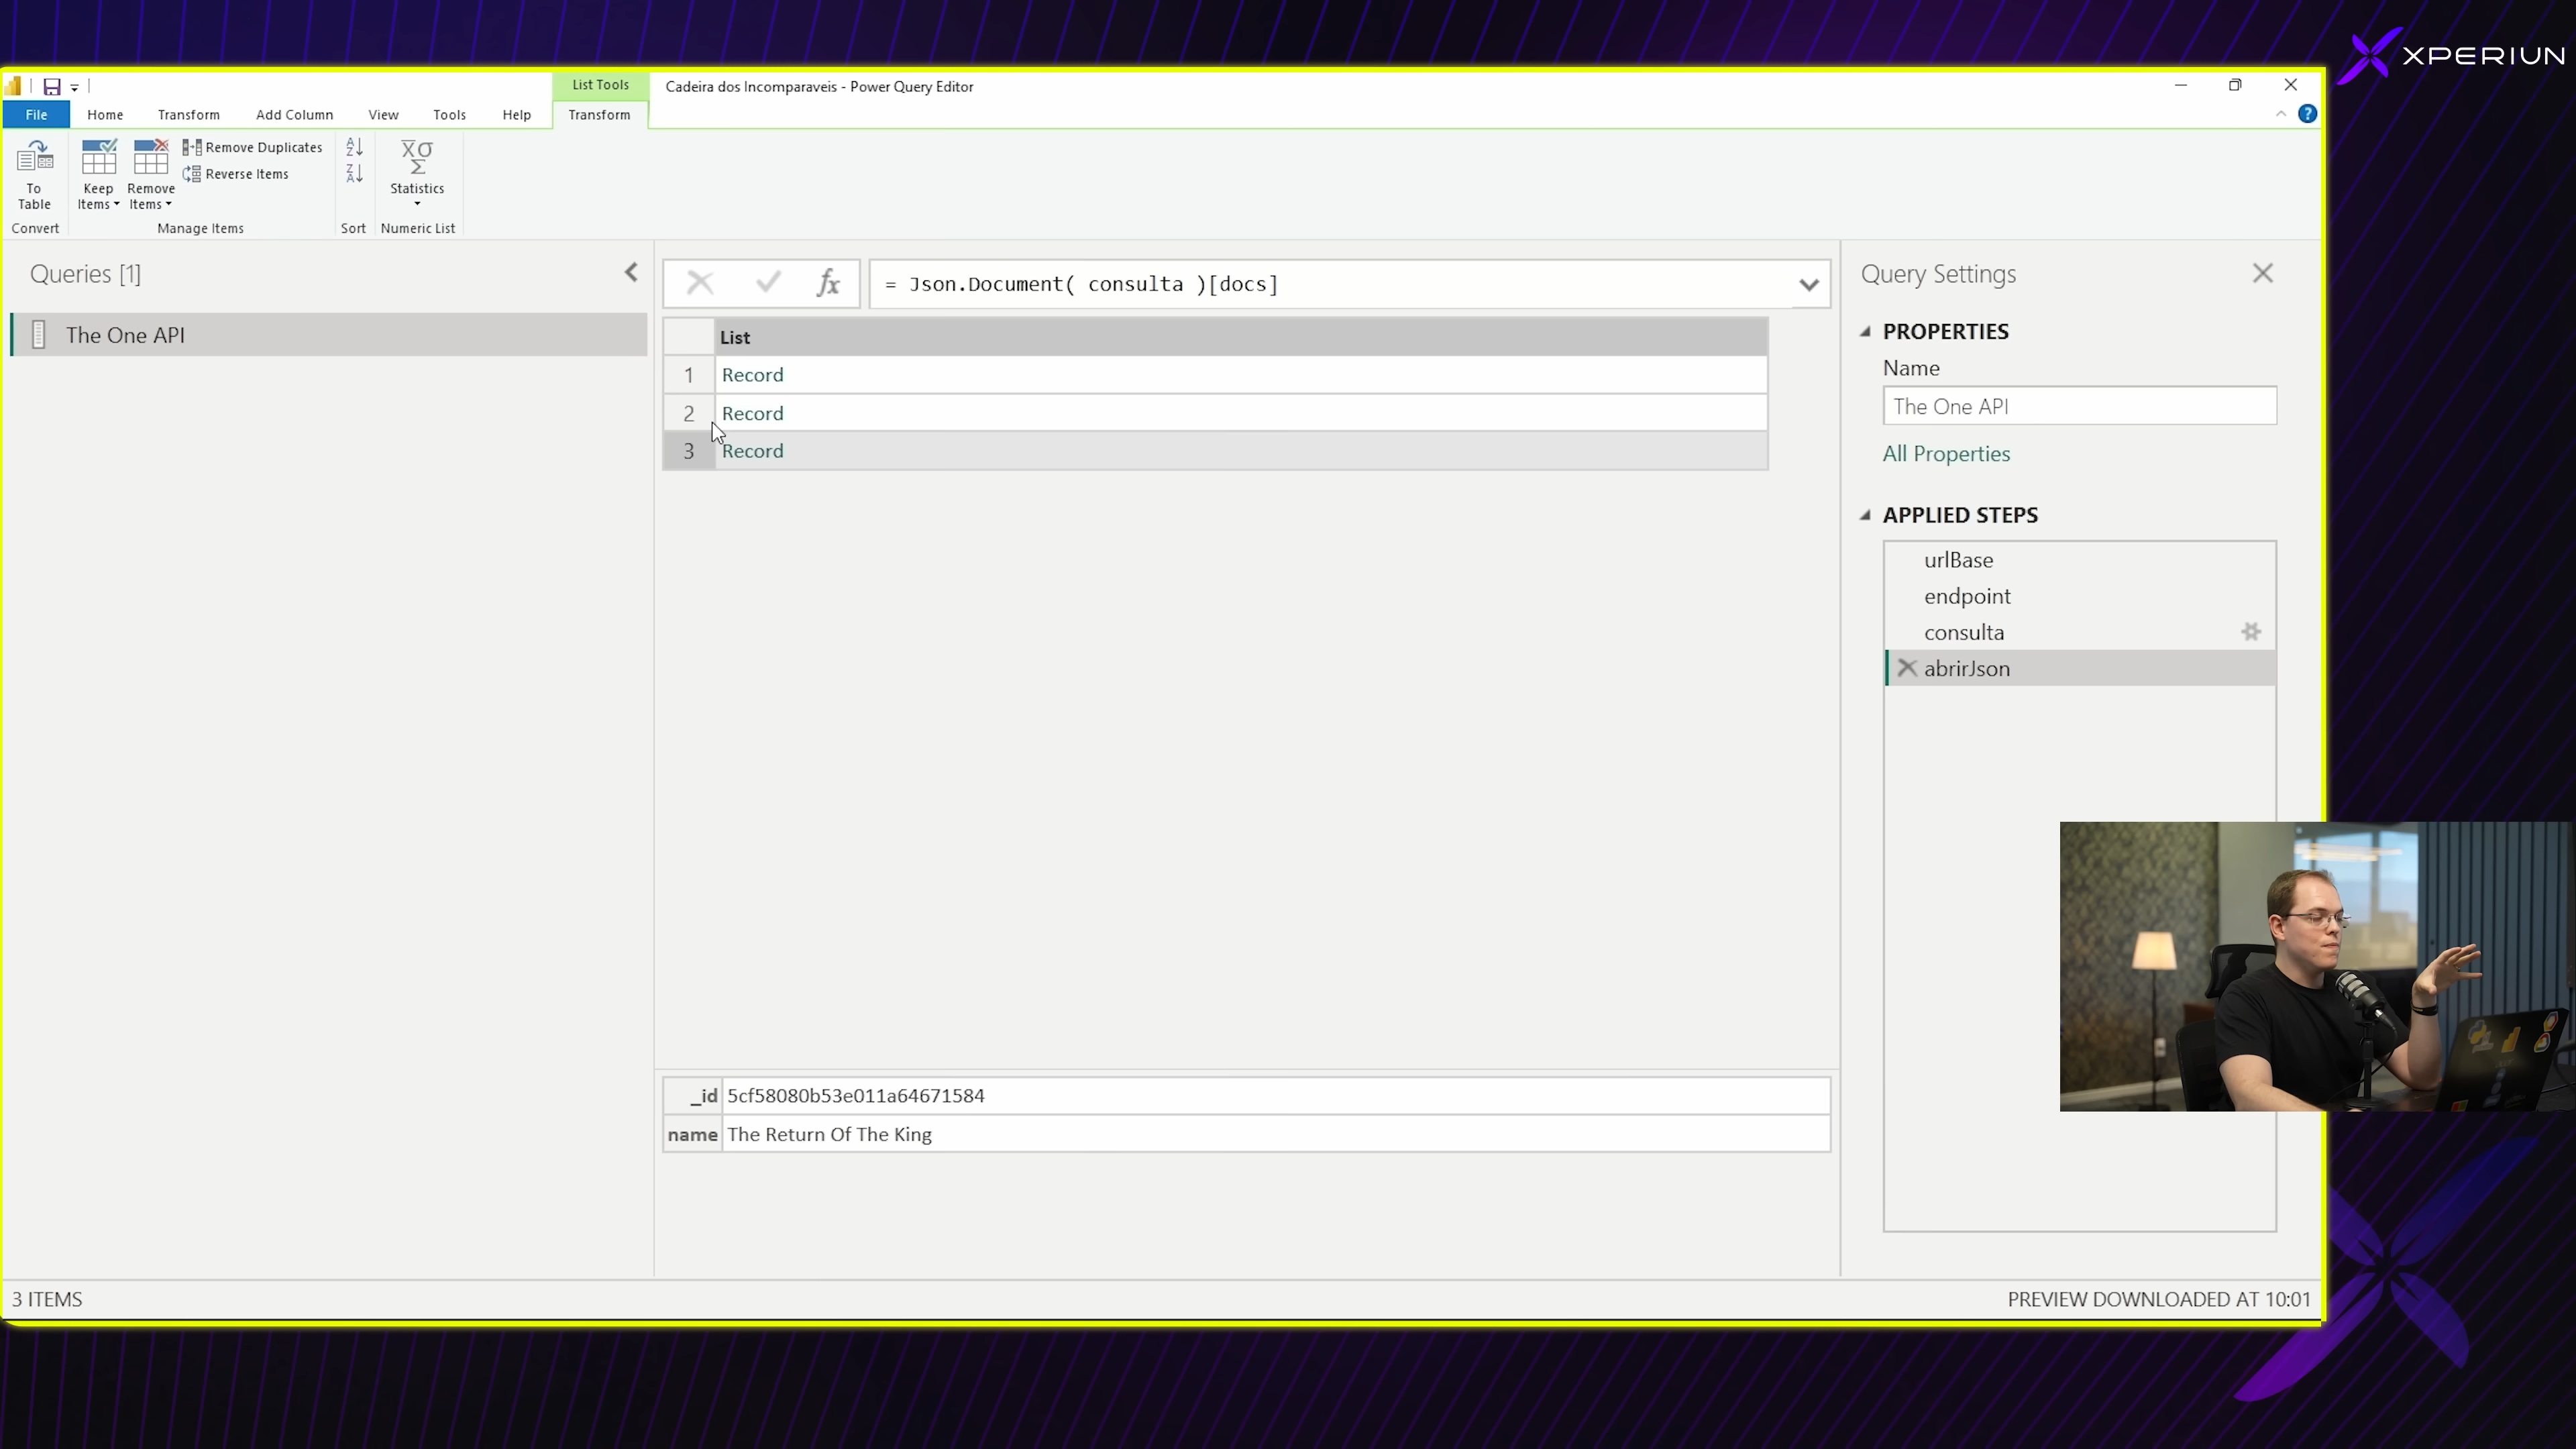 XPERIUN
List Tools
Cadeira dos Incomparaveis - Power Query Editor
File
Home
Transform
Add Column
View
Tools
Help
Transform
?
To
Table
Keep
Items
Remove
Items
Remove Duplicates
Reverse Items
Statistics
Convert
Manage Items
Sort
Numeric List
Queries [1]
The One API
fx
= Json.Document( consulta )[docs]
List
1 Record
2 Record
3 Record
_id 5cf58080b53e011a64671584
name The Return Of The King
Query Settings
PROPERTIES
Name
The One API
All Properties
APPLIED STEPS
urlBase
endpoint
consulta
abrirJson
3 ITEMS
PREVIEW DOWNLOADED AT 10:01